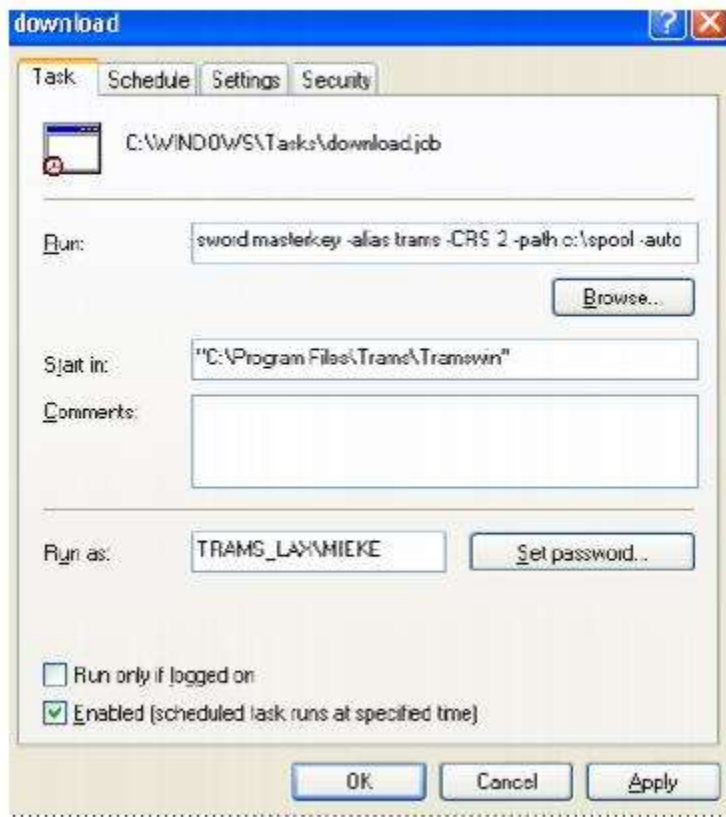 download
Task Schedule Settings Security
C:\WINDOWS\Tasks\download.job
Run: sword masterkey -alias trams -CRS 2 -path c:\spool -auto
Browse...
Start in: "C:\Program Files\Trams\Tramswin"
Comments:
Run as: TRAMS_LAX\MIEKE Set password...
Run only if logged on
Enabled (scheduled task runs at specified time)
OK Cancel Apply